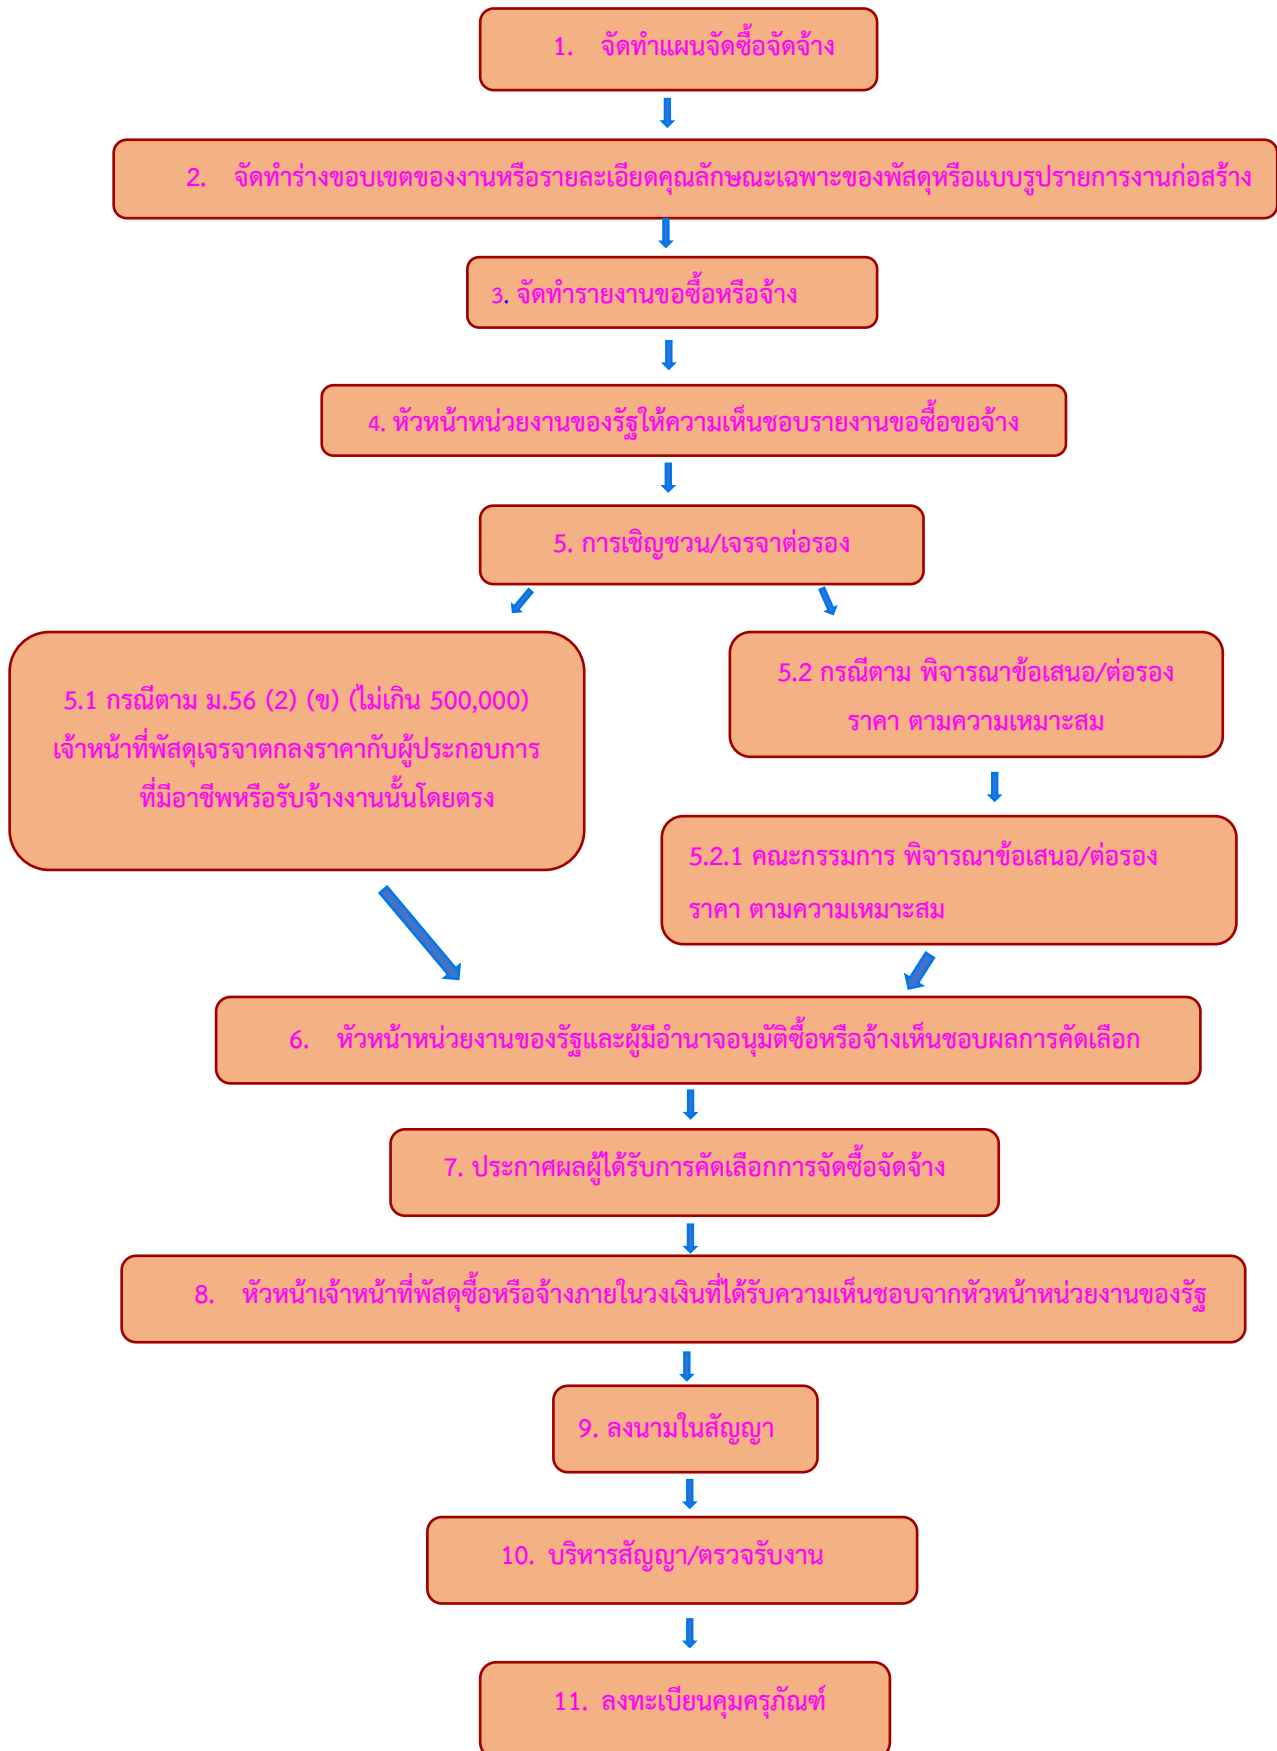 1. จัดทำแผนจัดซื้อจัดจ้าง
2. จัดทำร่างขอบเขตของงานหรือรายละเอียดคุณลักษณะเฉพาะของพัสดุหรือแบบรูปรายการงานก่อสร้าง
3. จัดทำรายงานขอซื้อหรือจ้าง
4. หัวหน้าหน่วยงานของรัฐให้ความเห็นชอบรายงานขอซื้อขอจ้าง
5. การเชิญชวน/เจรจาต่อรอง
5.1 กรณีตาม ม.56 (2) (ข) (ไม่เกิน 500,000)
เจ้าหน้าที่พัสดุเจรจาตกลงราคากับผู้ประกอบการ
ที่มีอาชีพหรือรับจ้างงานนั้นโดยตรง
5.2 กรณีตาม พิจารณาข้อเสนอ/ต่อรอง
ราคา ตามความเหมาะสม
5.2.1 คณะกรรมการ พิจารณาข้อเสนอ/ต่อรอง
ราคา ตามความเหมาะสม
6. หัวหน้าหน่วยงานของรัฐและผู้มีอำนาจอนุมัติซื้อหรือจ้างเห็นชอบผลการคัดเลือก
7. ประกาศผลผู้ได้รับการคัดเลือกการจัดซื้อจัดจ้าง
8. หัวหน้าเจ้าหน้าที่พัสดุซื้อหรือจ้างภายในวงเงินที่ได้รับความเห็นชอบจากหัวหน้าหน่วยงานของรัฐ
9. ลงนามในสัญญา
10. บริหารสัญญา/ตรวจรับงาน
11. ลงทะเบียนคุมครุภัณฑ์